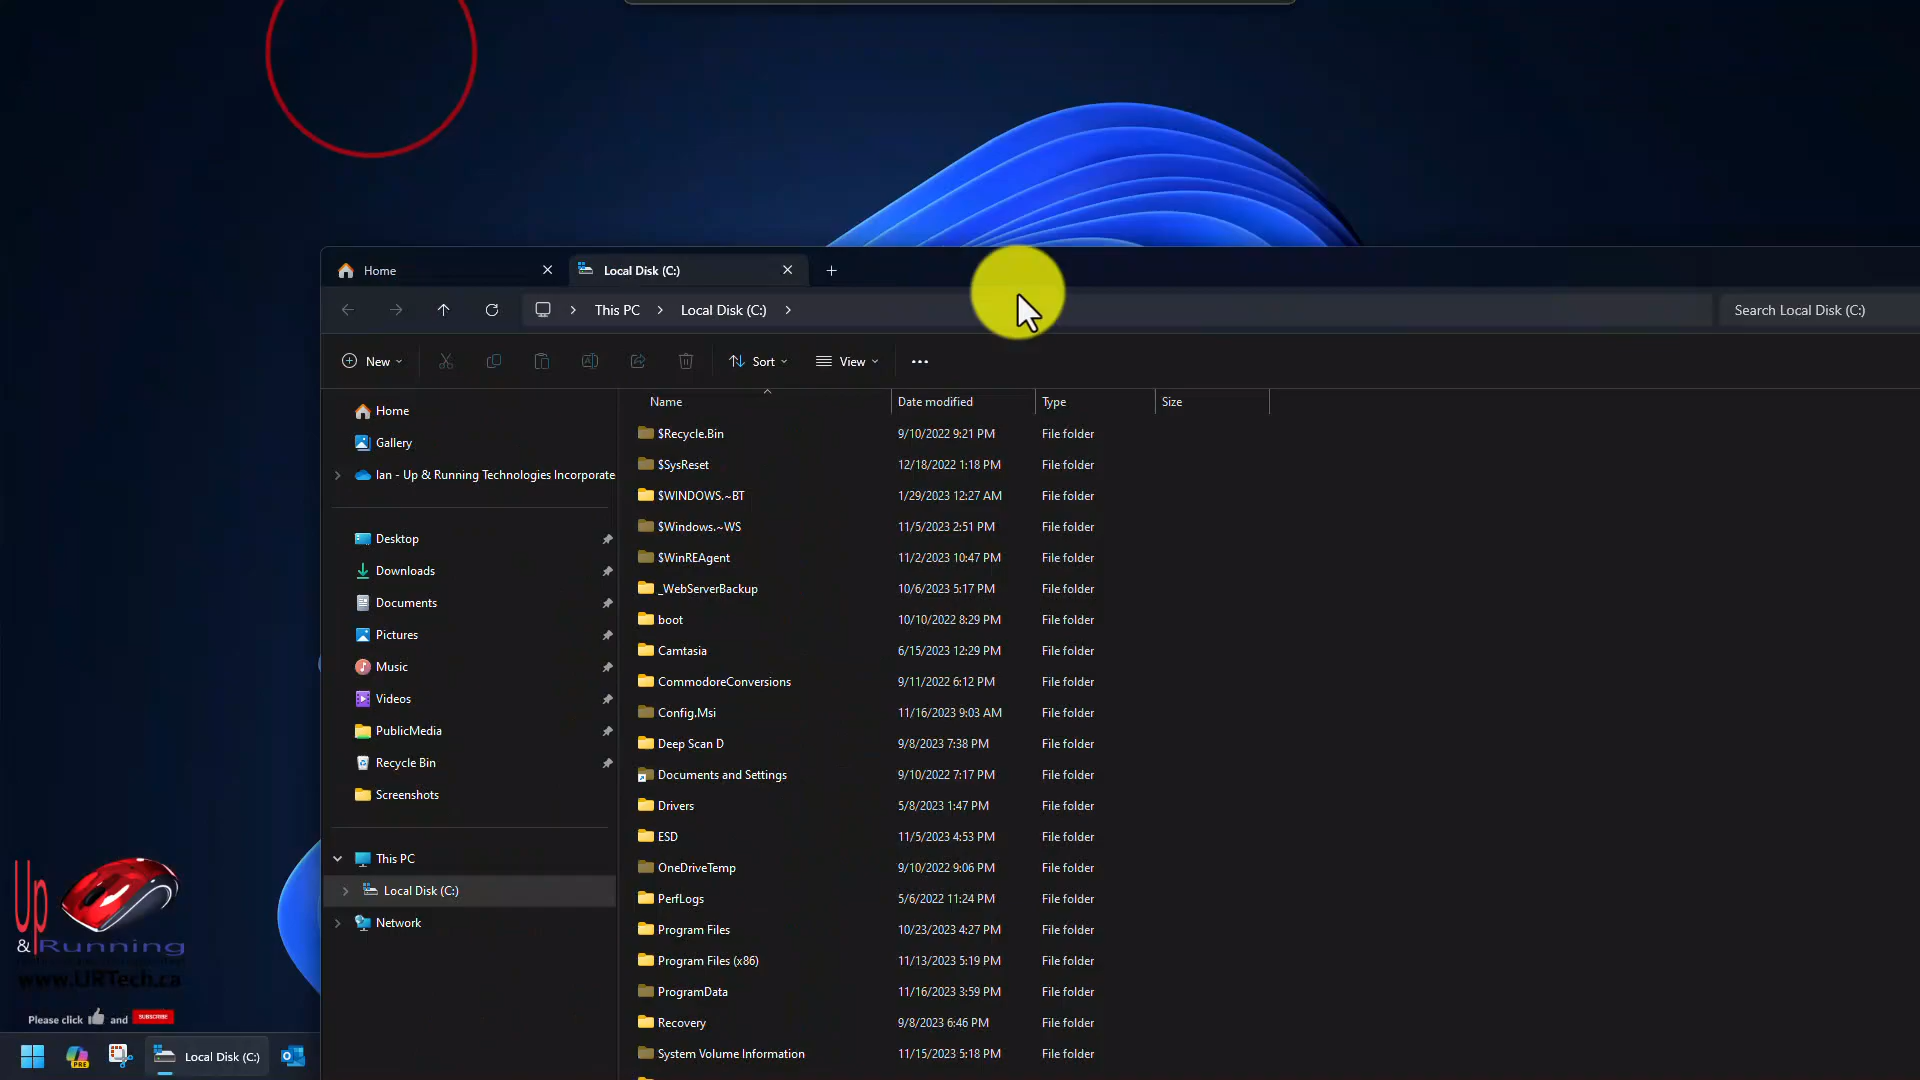 Home
Local Disk (C:)
This PC
Local Disk (C:)
Search Local Disk (C:)
New
Sort
View
Home
Gallery
Ian - Up & Running Technologies Incorporate
Desktop
Downloads
Documents
Pictures
Music
Videos
PublicMedia
Recycle Bin
Screenshots
This PC
Local Disk (C:)
Network
Name Date modified Type Size
$Recycle.Bin 9/10/2022 9:21 PM File folder
$SysReset 12/18/2022 1:18 PM File folder
$WINDOWS.~BT 1/29/2023 12:27 AM File folder
$Windows.~WS 11/5/2023 2:51 PM File folder
$WinREAgent 11/2/2023 10:47 PM File folder
_WebServerBackup 10/6/2023 5:17 PM File folder
boot 10/10/2022 8:29 PM File folder
Camtasia 6/15/2023 12:29 PM File folder
CommodoreConversions 9/11/2022 6:12 PM File folder
Config.Msi 11/16/2023 9:03 AM File folder
Deep Scan D 9/8/2023 7:38 PM File folder
Documents and Settings 9/10/2022 7:17 PM File folder
Drivers 5/8/2023 1:47 PM File folder
ESD 11/5/2023 4:53 PM File folder
OneDriveTemp 9/10/2022 9:06 PM File folder
PerfLogs 5/6/2022 11:24 PM File folder
Program Files 10/23/2023 4:27 PM File folder
Program Files (x86) 11/13/2023 5:19 PM File folder
ProgramData 11/16/2023 3:59 PM File folder
Recovery 9/8/2023 6:46 PM File folder
System Volume Information 11/15/2023 5:18 PM File folder
Up
& Running
www.URTech.ca
Please click and SUBSCRIBE
PRE
Local Disk (C:)